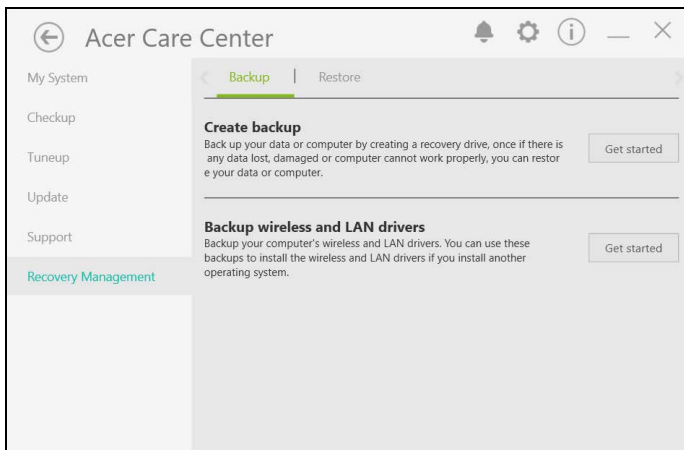 Acer Care Center
My System
Checkup
Tuneup
Update
Support
Recovery Management
Backup | Restore
Create backup
Back up your data or computer by creating a recovery drive, once if there is
any data lost, damaged or computer cannot work properly, you can restor
e your data or computer.
Get started
Backup wireless and LAN drivers
Backup your computer's wireless and LAN drivers. You can use these
backups to install the wireless and LAN drivers if you install another
operating system.
Get started